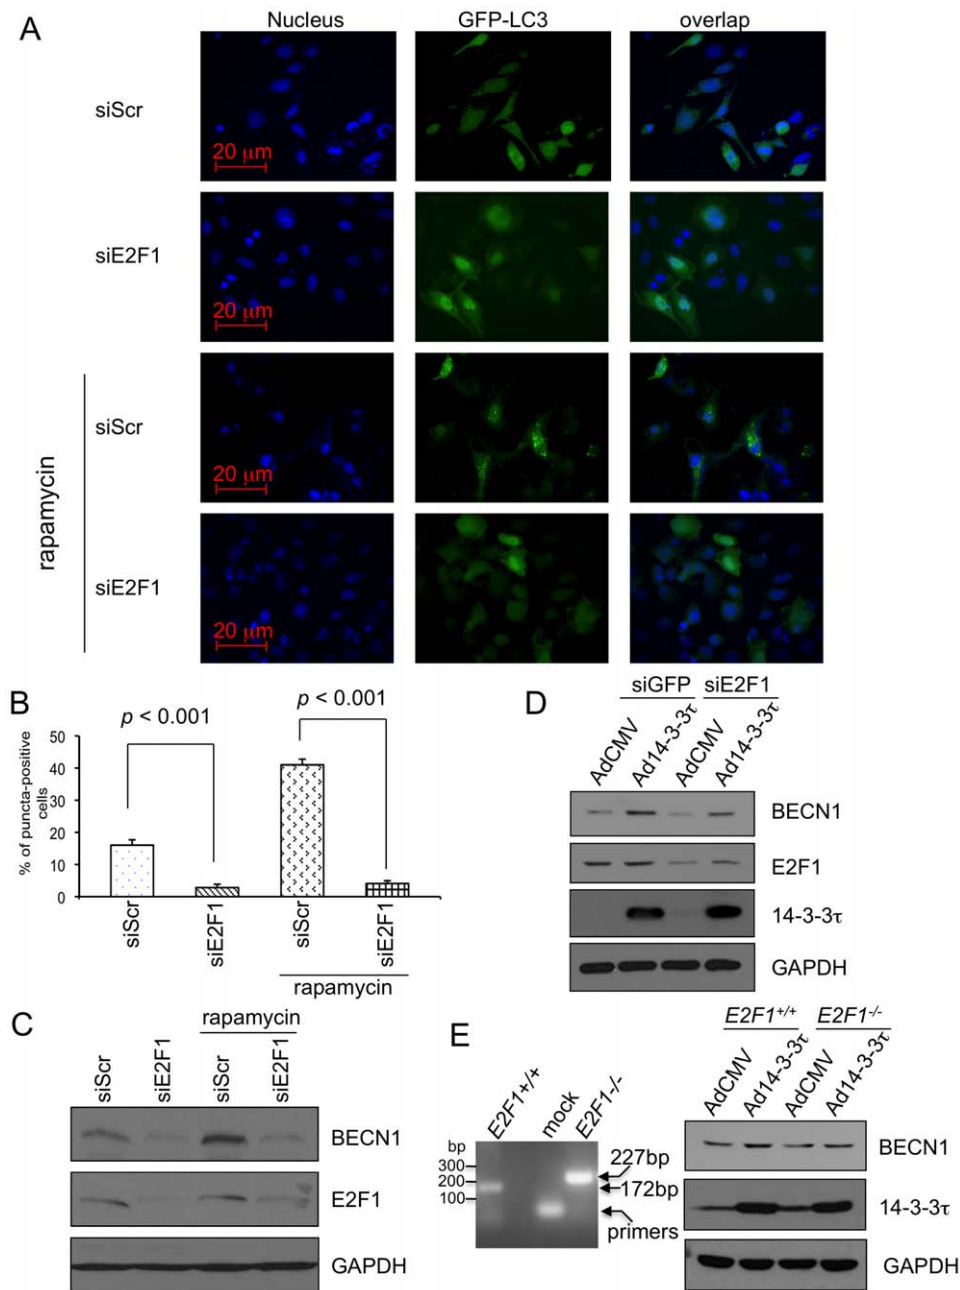 A
Nucleus GFP-LC3 overlap
siScr
20 μm
siE2F1
20 μm
rapamycin
siScr
20 μm
siE2F1
20 μm
B
p < 0.001
p < 0.001
% of puncta-positive
cells
50
40
30
20
10
0
siScr
siE2F1
siScr
siE2F1
rapamycin
C
rapamycin
siScr siE2F1 siScr siE2F1
BECN1
E2F1
GAPDH
D
siGFP siE2F1
AdCMV Ad14-3-3τ AdCMV Ad14-3-3τ
BECN1
E2F1
14-3-3τ
GAPDH
E
E2F1+/+ mock E2F1-/-
bp
300
200
100
227bp
172bp
primers
E2F1+/+ E2F1-/-
AdCMV Ad14-3-3τ AdCMV Ad14-3-3τ
BECN1
14-3-3τ
GAPDH